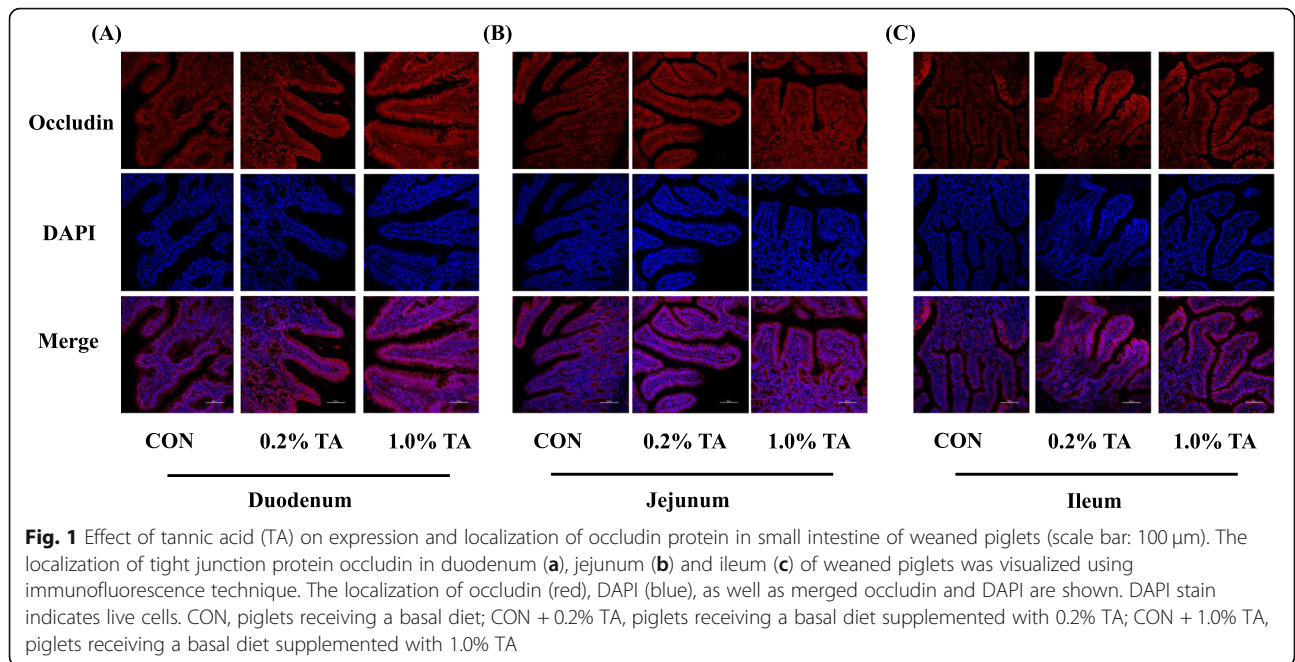 (A) (B) (C)
Occludin
DAPI
Merge
CON 0.2% TA 1.0% TA CON 0.2% TA 1.0% TA CON 0.2% TA 1.0% TA
Duodenum Jejunum Ileum
Fig. 1 Effect of tannic acid (TA) on expression and localization of occludin protein in small intestine of weaned piglets (scale bar: 100 μm). The
localization of tight junction protein occludin in duodenum (a), jejunum (b) and ileum (c) of weaned piglets was visualized using
immunofluorescence technique. The localization of occludin (red), DAPI (blue), as well as merged occludin and DAPI are shown. DAPI stain
indicates live cells. CON, piglets receiving a basal diet; CON + 0.2% TA, piglets receiving a basal diet supplemented with 0.2% TA; CON + 1.0% TA,
piglets receiving a basal diet supplemented with 1.0% TA